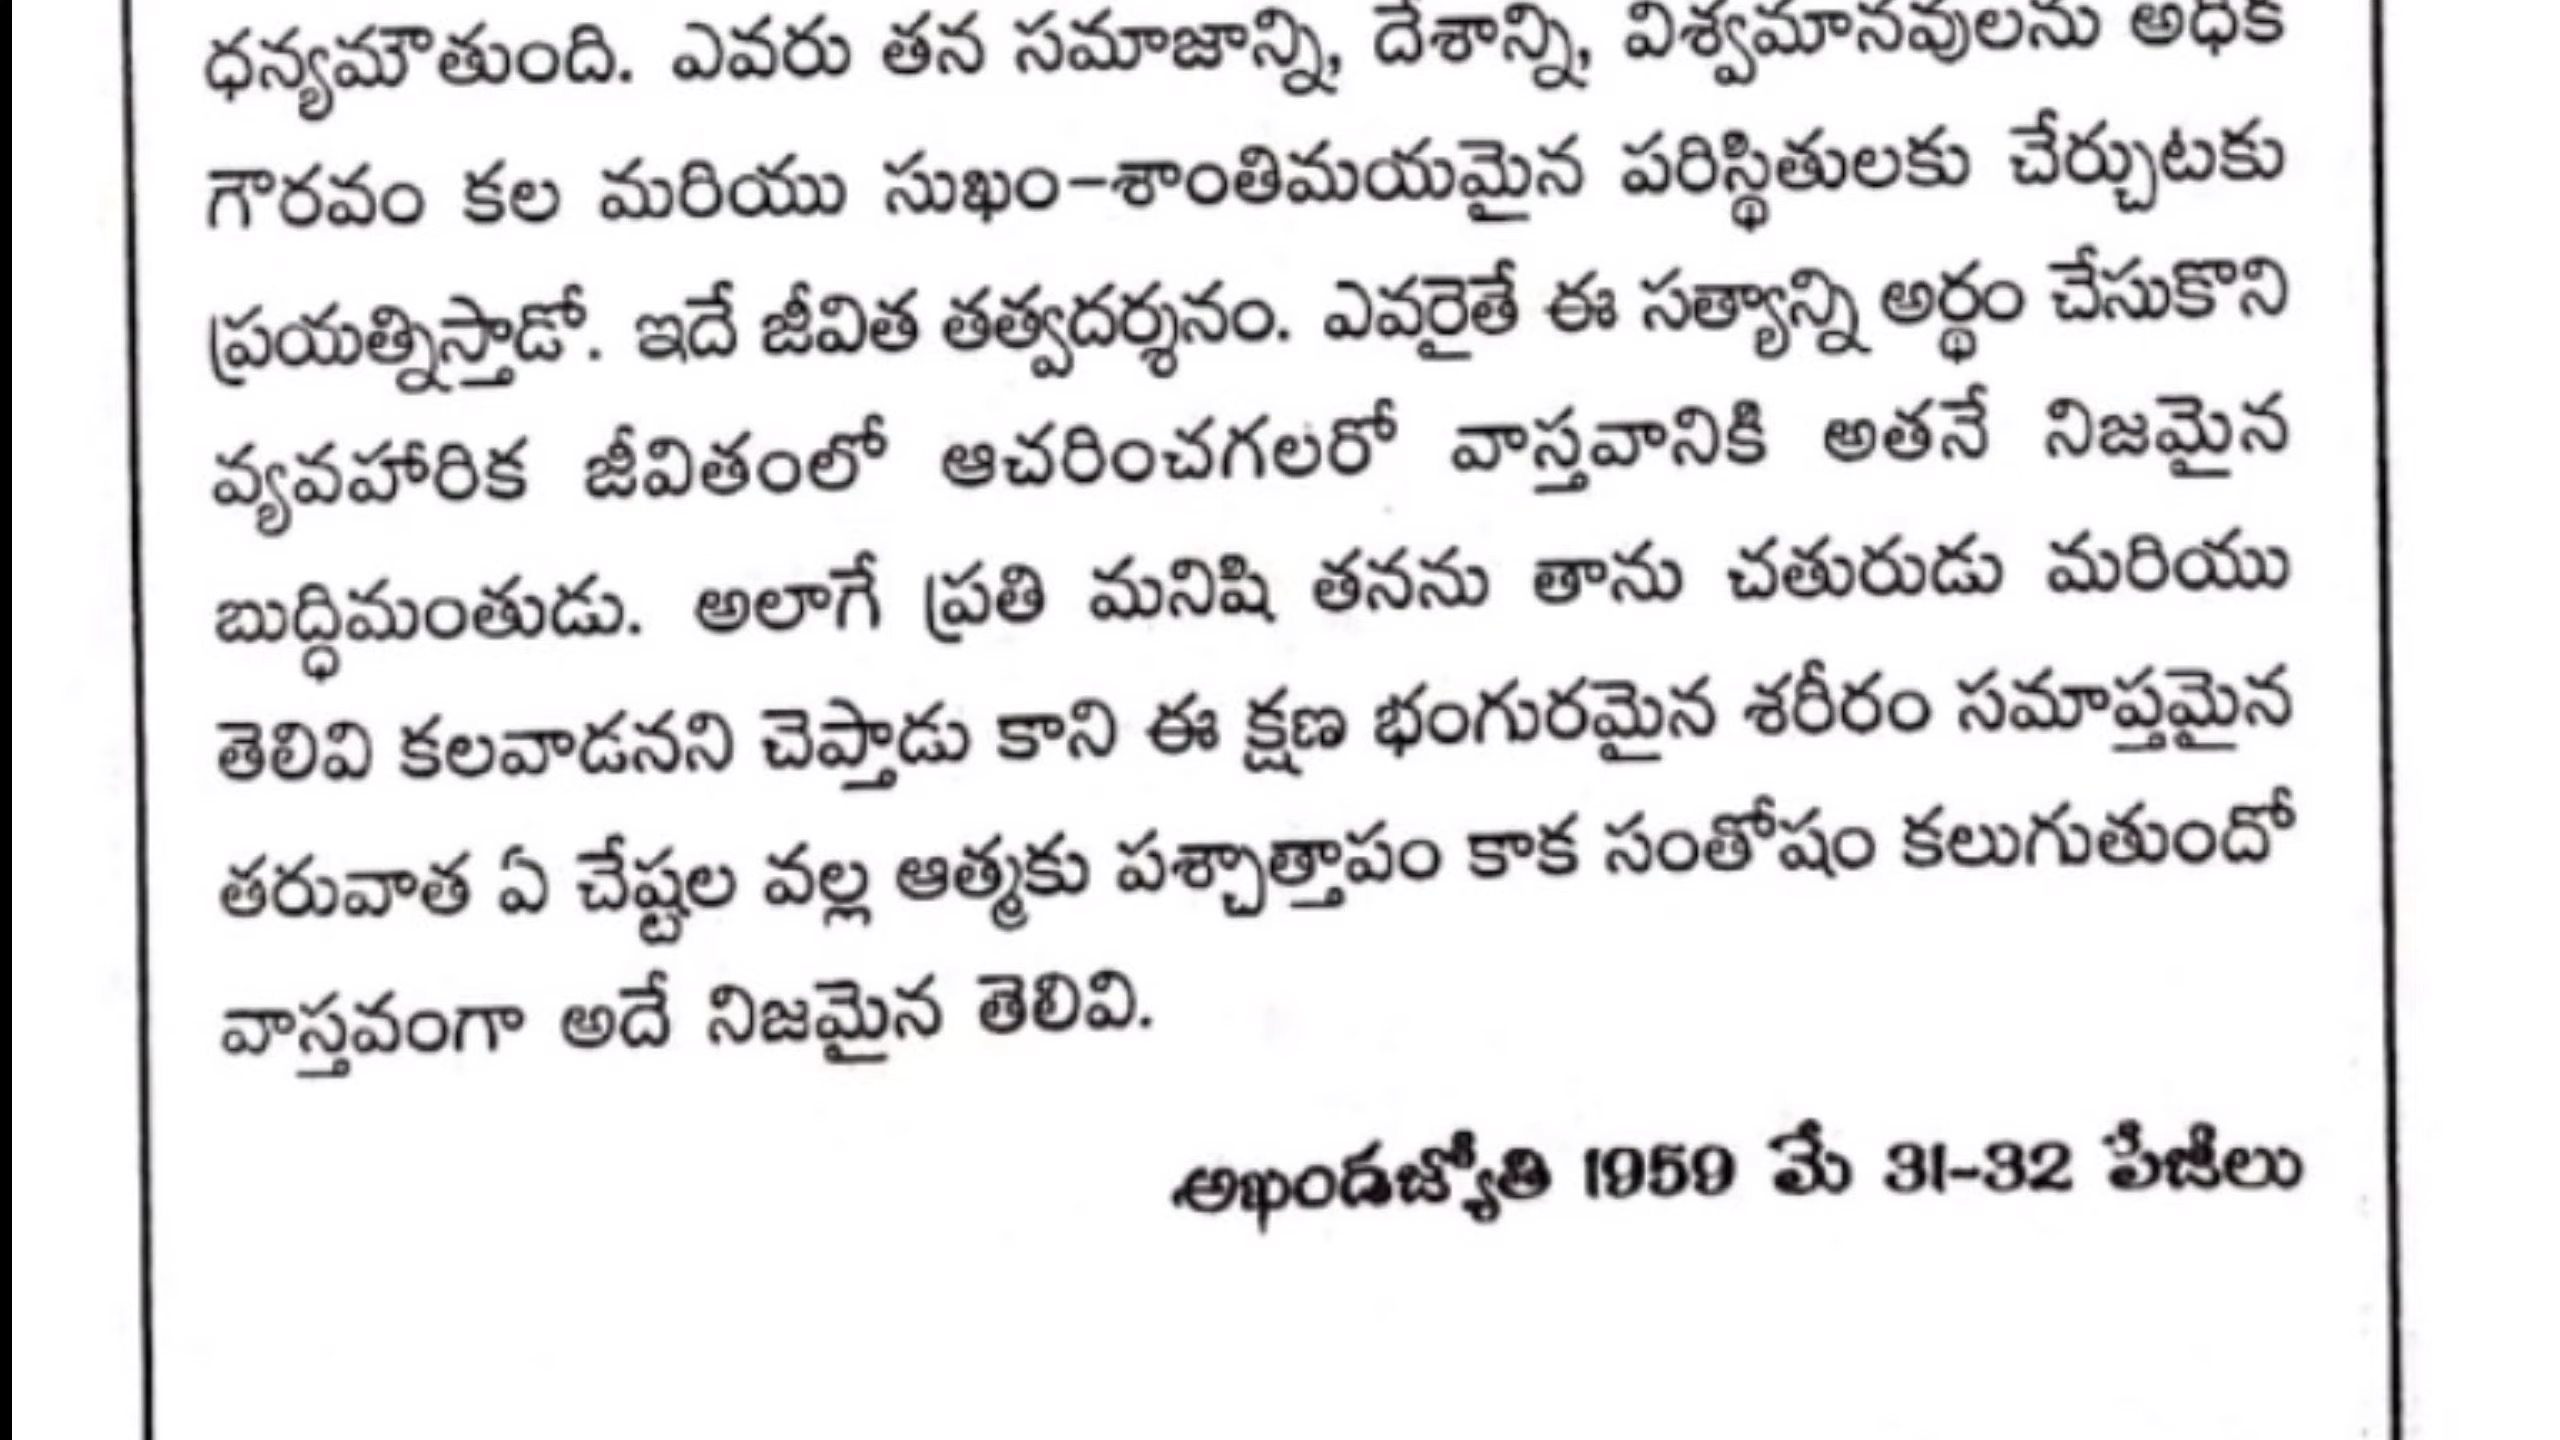 ధన్యమౌతుంది. ఎవరు తన సమాజాన్ని, దేశాన్ని, విశ్వమానవులను అధిక
గౌరవం కల మరియు సుఖం-శాంతిమయమైన పరిస్థితులకు చేర్చుటకు
ప్రయత్నిస్తాడో. ఇదే జీవిత తత్వదర్శనం. ఎవరైతే ఈ సత్యాన్ని అర్థం చేసుకొని
వ్యవహారిక జీవితంలో ఆచరించగలరో వాస్తవానికి అతనే నిజమైన
బుద్ధిమంతుడు. అలాగే ప్రతి మనిషి తనను తాను చతురుడు మరియు
తెలివి కలవాడనని చెప్తాడు కాని ఈ క్షణ భంగురమైన శరీరం సమాప్తమైన
తరువాత ఏ చేష్టల వల్ల ఆత్మకు పశ్చాత్తాపం కాక సంతోషం కలుగుతుందో
వాస్తవంగా అదే నిజమైన తెలివి.
అఖండజ్యోతి 1959 మే 31-32 పేజీలు